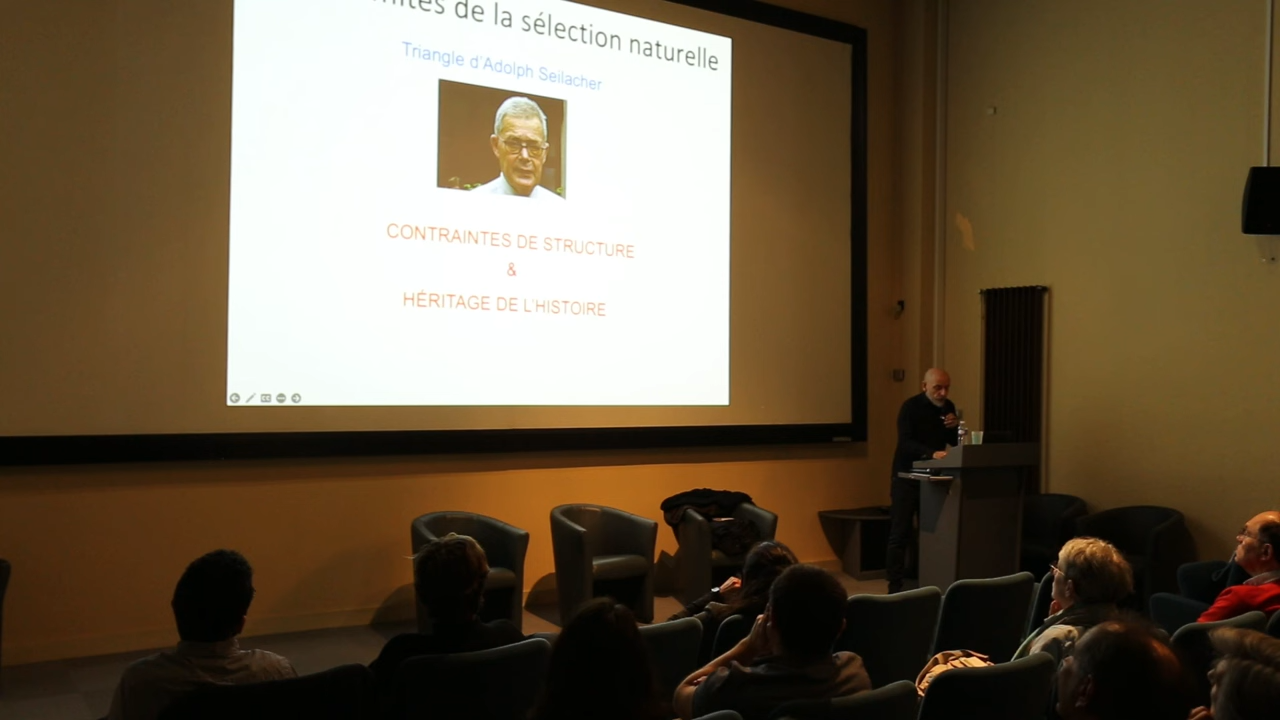 de la sélection naturelle
Triangle d'Adolph Seilacher
CONTRAINTES DE STRUCTURE
&
HÉRITAGE DE L'HISTOIRE